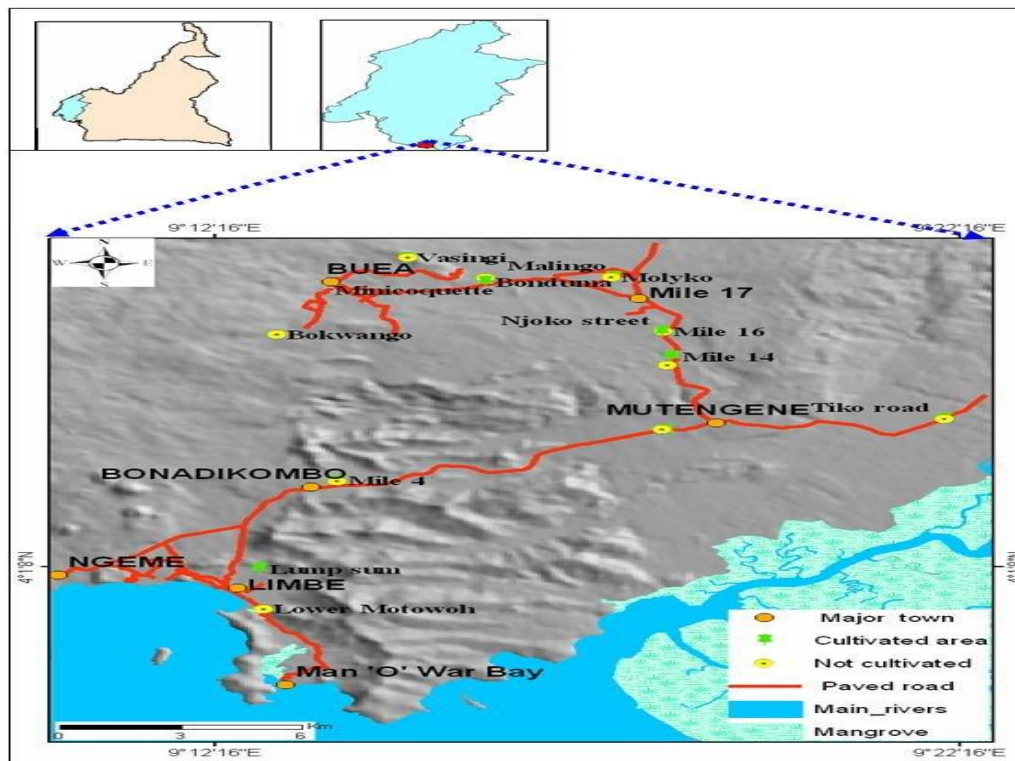 9°12'16"E
9°22'16"E
N
W E
S
Vasingi
BUEA
Malingo
Molyko
Minicoquette
Bonduma
Mile 17
Njoko street
Mile 16
Bokwango
Mile 14
MUTENGENE
Tiko road
BONADIKOMBO
Mile 4
4°1'8"N
NGEME
Lump sum
LIMBE
Lower Motowoh
Man 'O' War Bay
Major town
Cultivated area
Not cultivated
Paved road
Main_rivers
Mangrove
Km
0 3 6
9°12'16"E
9°22'16"E